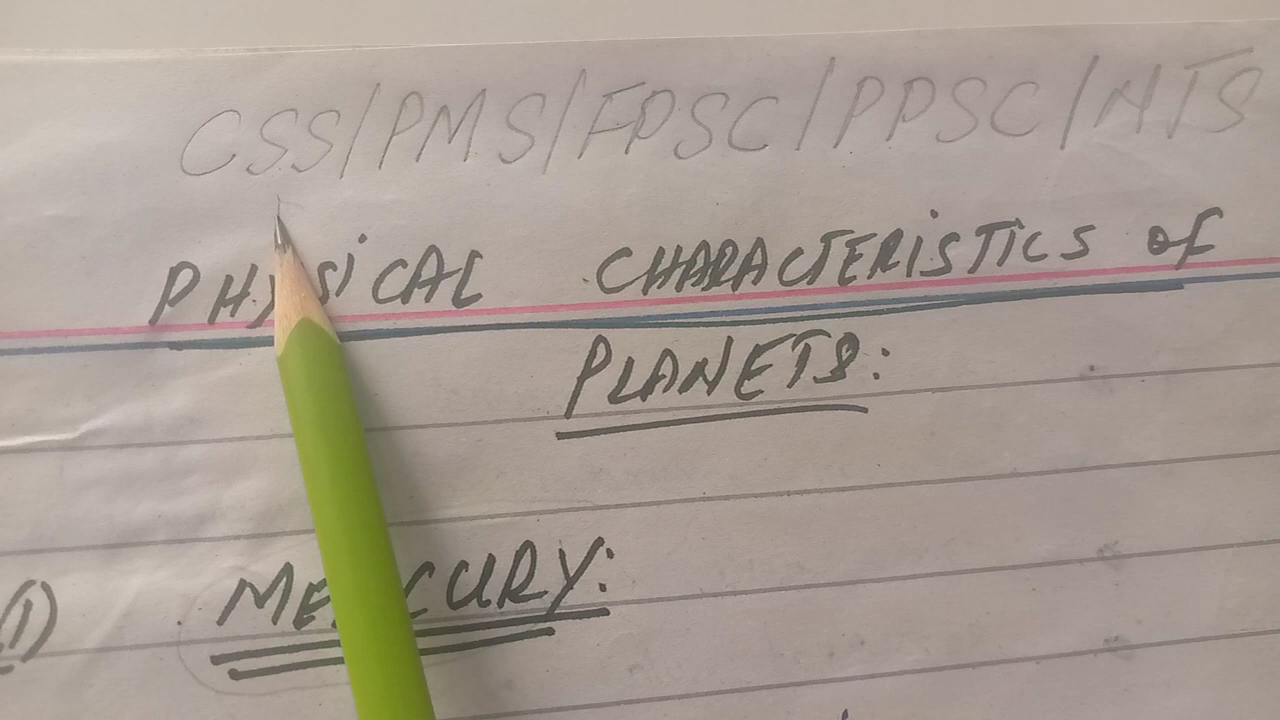 CSS/PMS/FPSC/PPSC/NTS
PHYSICAL CHARACTERISTICS of
PLANETS:
(1) MERCURY: